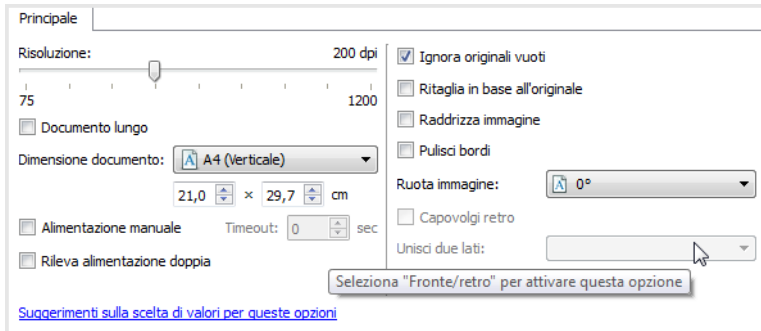 Principale
Risoluzione: 200 dpi
75 1200
Documento lungo
Dimensione documento: A4 (Verticale)
21,0 × 29,7 cm
Alimentazione manuale Timeout: 0 sec
Rileva alimentazione doppia
Suggerimenti sulla scelta di valori per queste opzioni
Ignora originali vuoti
Ritaglia in base all'originale
Raddrizza immagine
Pulisci bordi
Ruota immagine: 0°
Capovolgi retro
Unisci due lati:
Seleziona "Fronte/retro" per attivare questa opzione